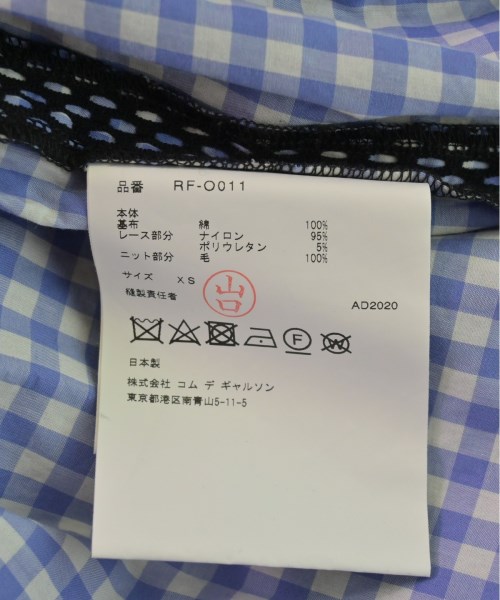 品番 RF-O011
本体
基布 綿 100%
レース部分 ナイロン 95%
ポリウレタン 5%
ニット部分 毛 100%
サイズ XS
縫製責任者 山口
AD2020
F W
日本製
株式会社 コム デ ギャルソン
東京都港区南青山5-11-5